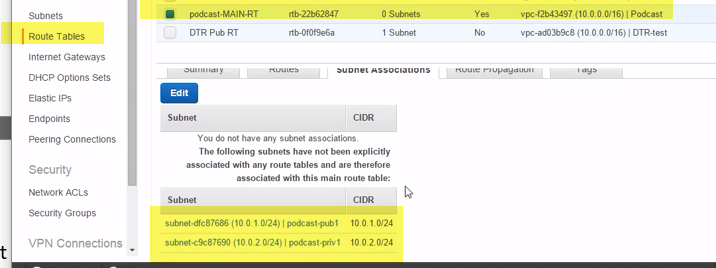 Subnets
Route Tables
Internet Gateways
DHCP Options Sets
Elastic IPs
Endpoints
Peering Connections
Security
Network ACLs
Security Groups
VPN Connections
podcast-MAIN-RT rtb-22b62847 0 Subnets Yes vpc-f2b43497 (10.0.0.0/16) | Podcast
DTR Pub RT rtb-0f0f9e6a 1 Subnet No vpc-ad03b9c8 (10.0.0.0/16) | DTR-test
Summary Routes Subnet Associations Route Propagation Tags
Edit
Subnet CIDR
You do not have any subnet associations.
The following subnets have not been explicitly
associated with any route tables and are therefore
associated with this main route table:
Subnet CIDR
subnet-dfc87686 (10.0.1.0/24) | podcast-pub1 10.0.1.0/24
subnet-c9c87690 (10.0.2.0/24) | podcast-priv1 10.0.2.0/24
t